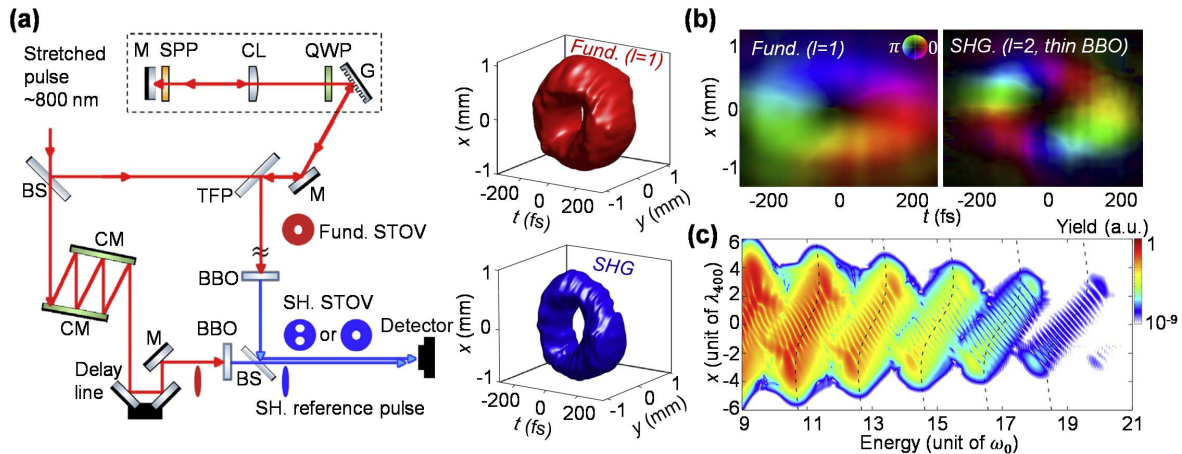 (a)
Stretched
pulse
~800 nm
M SPP CL QWP G
BS
TFP
M
Fund. STOV
CM
CM
BBO
SH. STOV
or
Detector
M
BBO
BS
Delay
line
SH. reference pulse
Fund. (l=1)
1
0
-1
x (mm)
-200 0 200
t (fs)
-1 0 1
y (mm)
SHG
1
0
-1
x (mm)
-200 0 200
t (fs)
-1 0 1
y (mm)
(b)
Fund. (l=1)
π 0
SHG. (l=2, thin BBO)
1
0
-1
x (mm)
-200 0 200
-200 0 200
t (fs)
(c)
Yield (a.u.)
1
10⁻⁹
6
4
2
0
-2
-4
-6
x (unit of λ₄₀₀)
9 11 13 15 17 19 21
Energy (unit of ω₀)